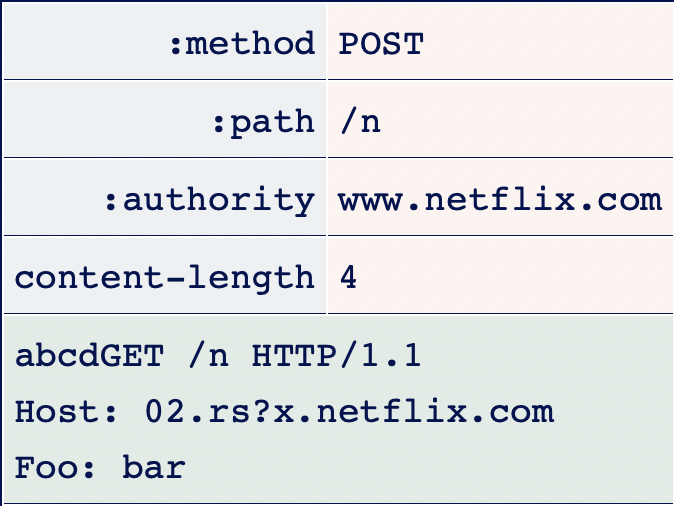 :method POST
:path /n
:authority www.netflix.com
content-length 4
abcdGET /n HTTP/1.1
Host: 02.rs?x.netflix.com
Foo: bar